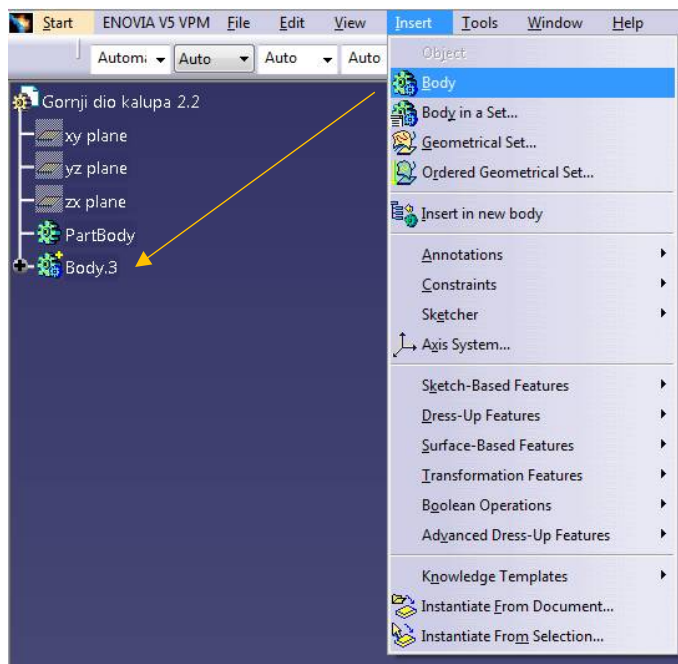 Start ENOVIA V5 VPM File Edit View Insert Tools Window Help
Automa Auto Auto Auto
Gornji dio kalupa 2.2
xy plane
yz plane
zx plane
PartBody
Body.3
Object
Body
Body in a Set...
Geometrical Set...
Ordered Geometrical Set...
Insert in new body
Annotations
Constraints
Sketcher
Axis System...
Sketch-Based Features
Dress-Up Features
Surface-Based Features
Transformation Features
Boolean Operations
Advanced Dress-Up Features
Knowledge Templates
Instantiate From Document...
Instantiate From Selection...